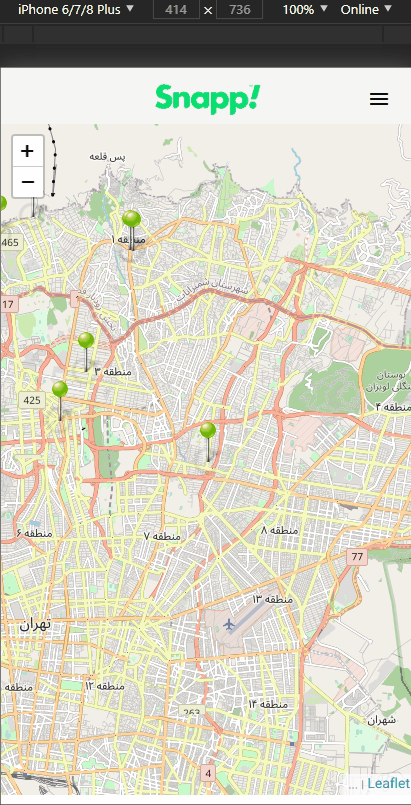 iPhone 6/7/8 Plus ▼ 414 × 736 100% ▼ Online ▼
Snapp!
+
−
پس قلعه
منطقه ۱
465
شهرستان شمیرانات
17
منطقه ۳
بوستان
جنگلی لویزان
منطقه ۴
425
منطقه ۶
منطقه ۷
منطقه ۸
77
منطقه ۱۳
تهران
منطقه
منطقه ۱۲
منطقه ۱۴
263
شهران
4
... | Leaflet